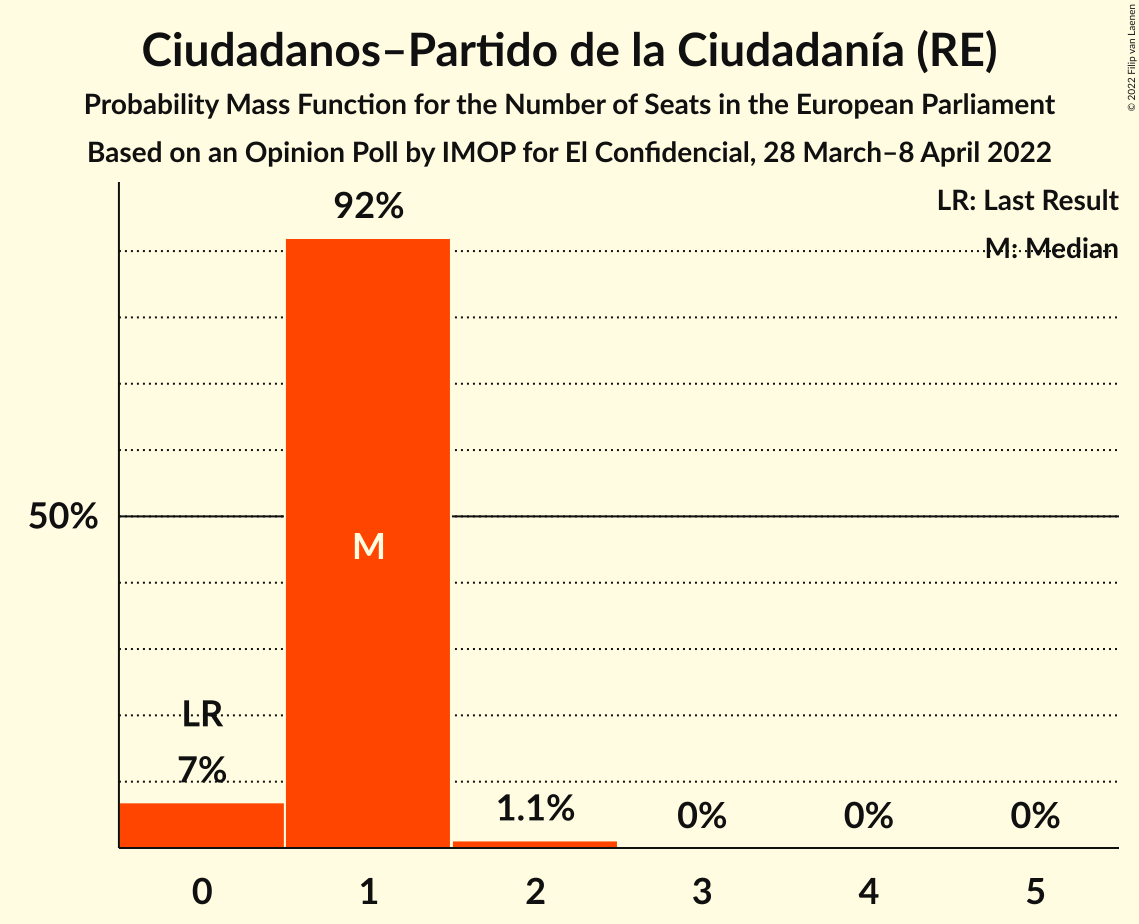 Ciudadanos–Partido de la Ciudadanía (RE)
Probability Mass Function for the Number of Seats in the European Parliament
Based on an Opinion Poll by IMOP for El Confidencial, 28 March–8 April 2022
© 2022 Filip van Laenen
LR: Last Result
M: Median
92%
50%
M
LR
7%
1.1%
0%
0%
0%
0
1
2
3
4
5